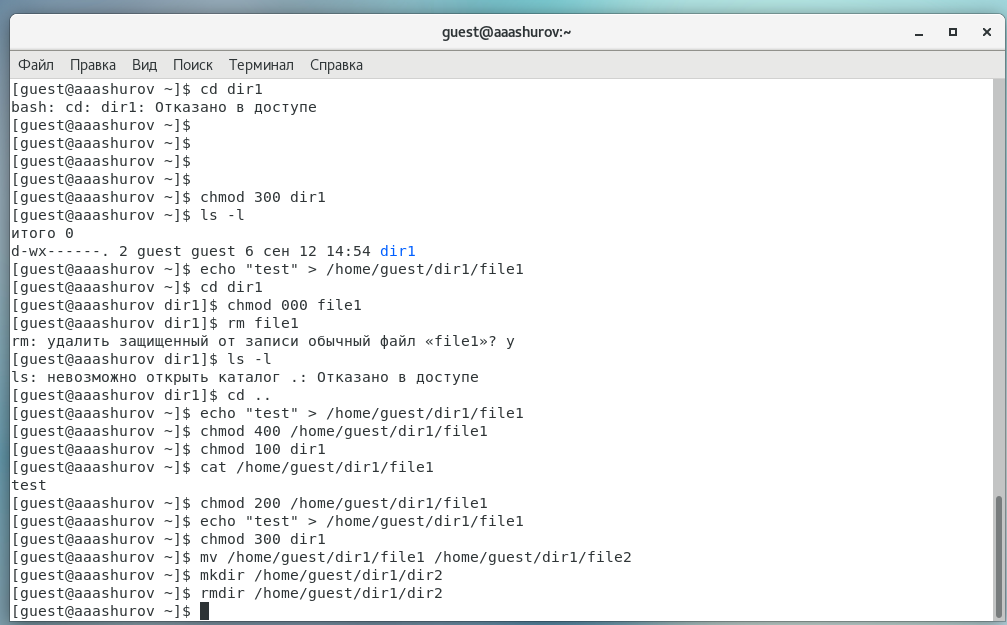 guest@aaashurov:~
Файл Правка Вид Поиск Терминал Справка
[guest@aaashurov ~]$ cd dir1
bash: cd: dir1: Отказано в доступе
[guest@aaashurov ~]$
[guest@aaashurov ~]$
[guest@aaashurov ~]$
[guest@aaashurov ~]$
[guest@aaashurov ~]$ chmod 300 dir1
[guest@aaashurov ~]$ ls -l
итого 0
d-wx------. 2 guest guest 6 сен 12 14:54 dir1
[guest@aaashurov ~]$ echo "test" > /home/guest/dir1/file1
[guest@aaashurov ~]$ cd dir1
[guest@aaashurov dir1]$ chmod 000 file1
[guest@aaashurov dir1]$ rm file1
rm: удалить защищенный от записи обычный файл «file1»? y
[guest@aaashurov dir1]$ ls -l
ls: невозможно открыть каталог .: Отказано в доступе
[guest@aaashurov dir1]$ cd ..
[guest@aaashurov ~]$ echo "test" > /home/guest/dir1/file1
[guest@aaashurov ~]$ chmod 400 /home/guest/dir1/file1
[guest@aaashurov ~]$ chmod 100 dir1
[guest@aaashurov ~]$ cat /home/guest/dir1/file1
test
[guest@aaashurov ~]$ chmod 200 /home/guest/dir1/file1
[guest@aaashurov ~]$ echo "test" > /home/guest/dir1/file1
[guest@aaashurov ~]$ chmod 300 dir1
[guest@aaashurov ~]$ mv /home/guest/dir1/file1 /home/guest/dir1/file2
[guest@aaashurov ~]$ mkdir /home/guest/dir1/dir2
[guest@aaashurov ~]$ rmdir /home/guest/dir1/dir2
[guest@aaashurov ~]$